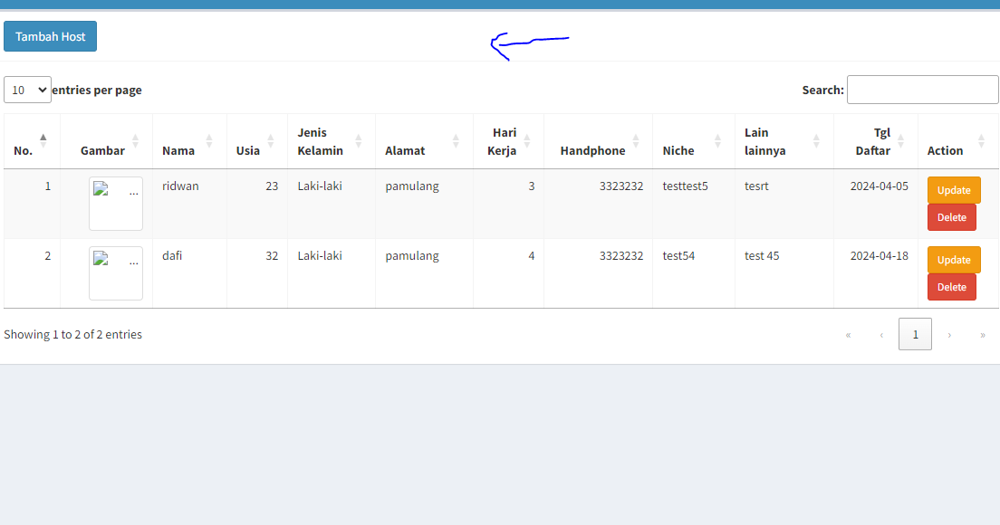 Tambah Host
10 entries per page Search:
No. Gambar Nama Usia Jenis Kelamin Alamat Hari Kerja Handphone Niche Lain lainnya Tgl Daftar Action
1 ... ridwan 23 Laki-laki pamulang 3 3323232 testtest5 tesrt 2024-04-05 Update
Delete
2 ... dafi 32 Laki-laki pamulang 4 3323232 test54 test 45 2024-04-18 Update
Delete
Showing 1 to 2 of 2 entries « ‹ 1 › »